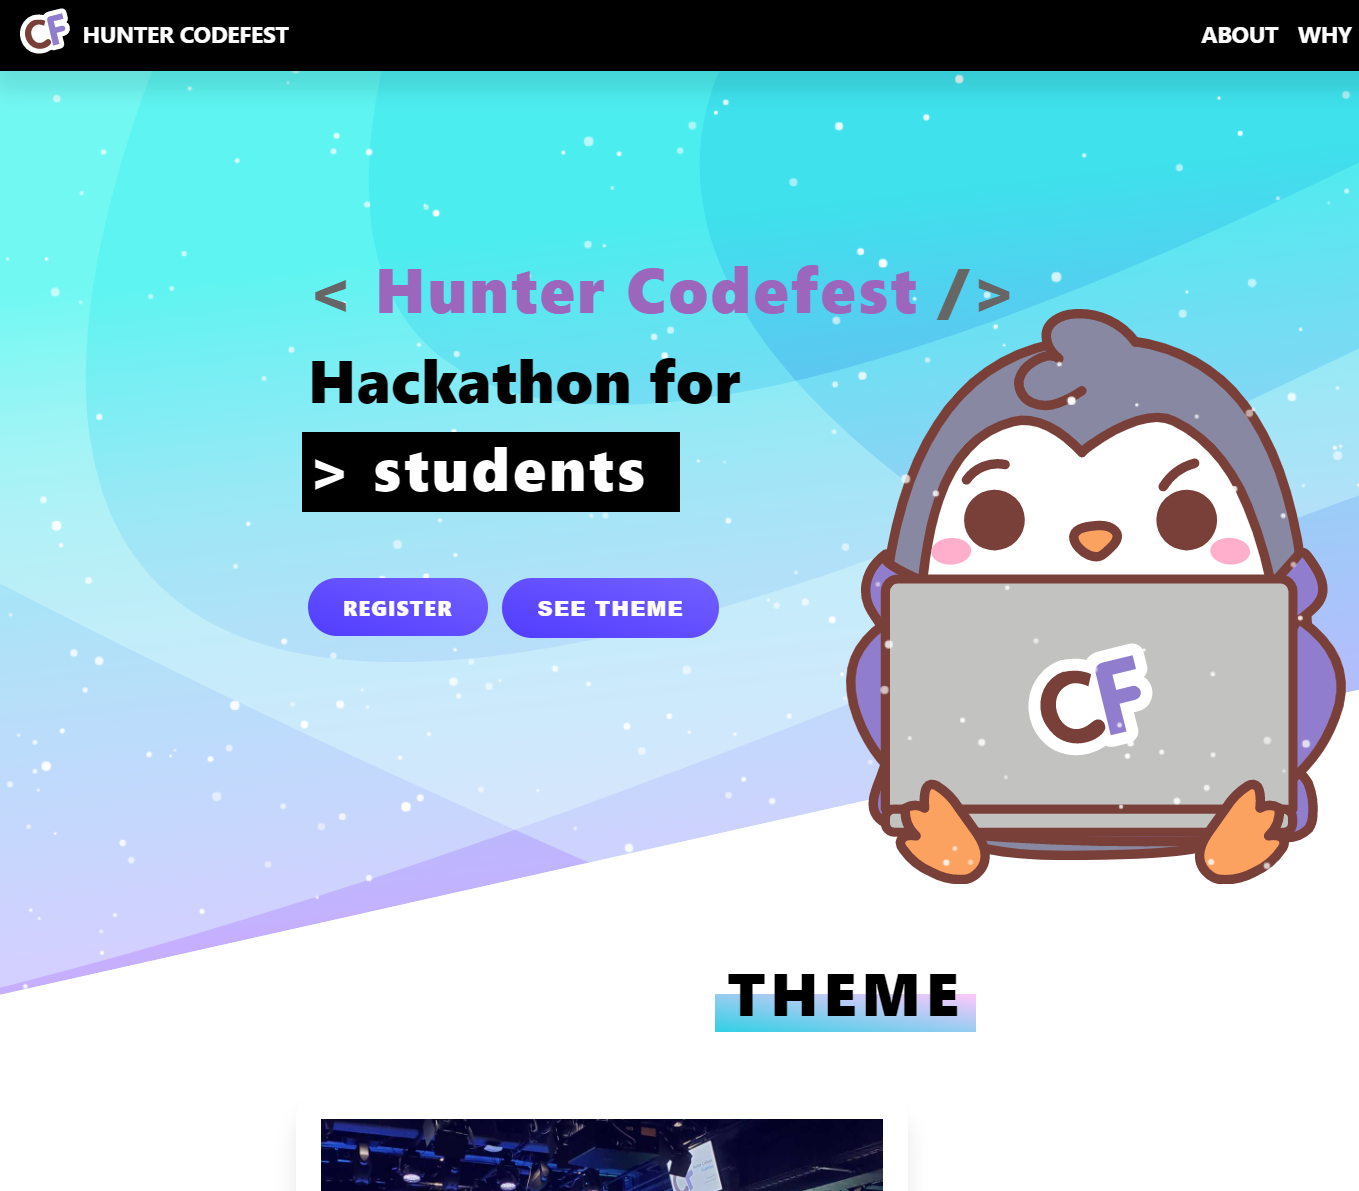 CF HUNTER CODEFEST ABOUT WHY
< Hunter Codefest />
Hackathon for
> students
REGISTER SEE THEME
CF
THEME